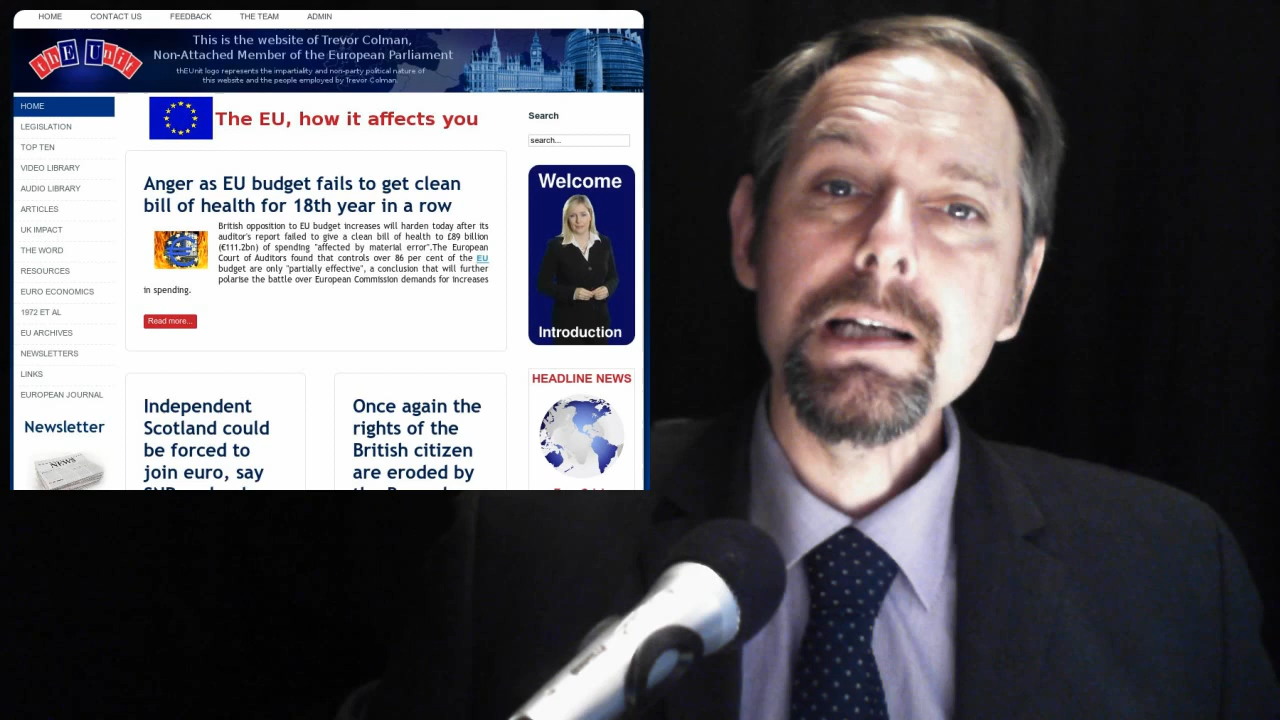 HOME CONTACT US FEEDBACK THE TEAM ADMIN
thEUnit
This is the website of Trevor Colman,
Non-Attached Member of the European Parliament
thEUnit logo represents the impartiality and non-party political nature of
this website and the people employed by Trevor Colman.
HOME
LEGISLATION
TOP TEN
VIDEO LIBRARY
AUDIO LIBRARY
ARTICLES
UK IMPACT
THE WORD
RESOURCES
EURO ECONOMICS
1972 ET AL
EU ARCHIVES
NEWSLETTERS
LINKS
EUROPEAN JOURNAL
Newsletter
NEWS
The EU, how it affects you
Anger as EU budget fails to get clean
bill of health for 18th year in a row
British opposition to EU budget increases will harden today after its
auditor's report failed to give a clean bill of health to £89 billion
(€111.2bn) of spending "affected by material error".The European
Court of Auditors found that controls over 86 per cent of the EU
budget are only "partially effective", a conclusion that will further
polarise the battle over European Commission demands for increases
in spending.
Read more...
Independent
Scotland could
be forced to
join euro, say
Once again the
rights of the
British citizen
are eroded by
Search
search...
Welcome
Introduction
HEADLINE NEWS